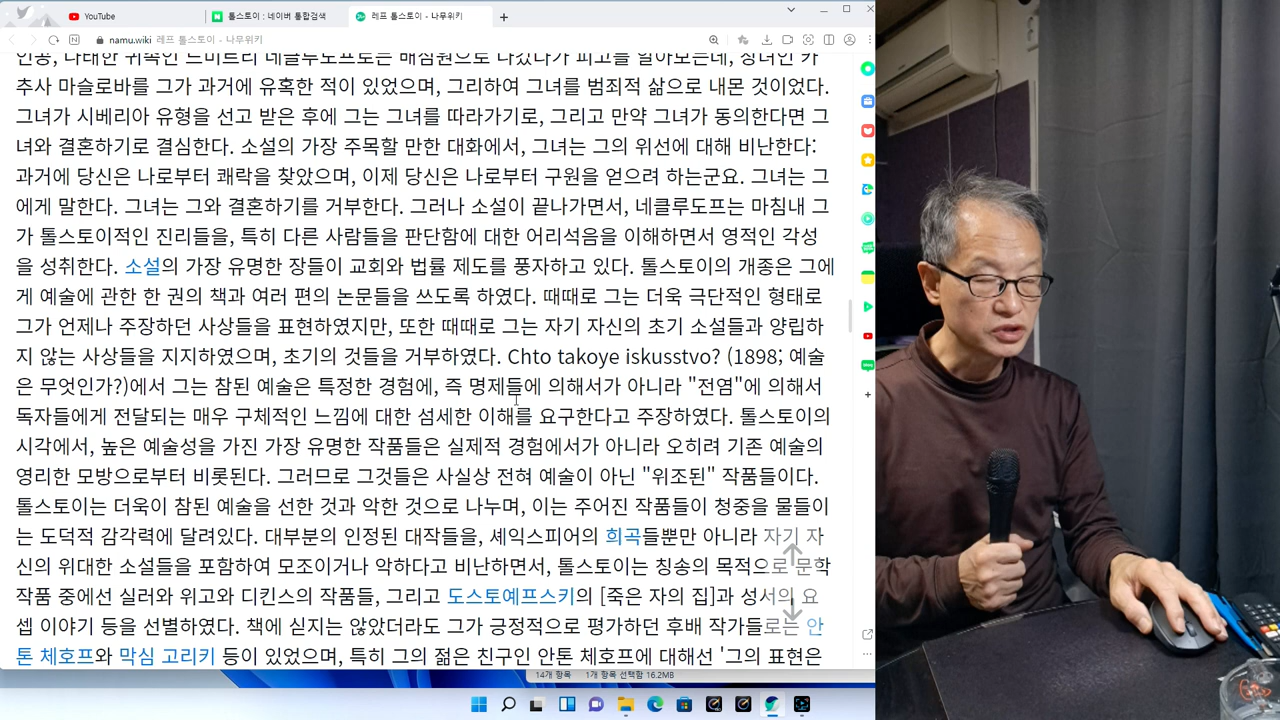 YouTube
톨스토이 : 네이버 통합검색
레프 톨스토이 - 나무위키
namu.wiki 레프 톨스토이 - 나무위키
추사 마슬로바를 그가 과거에 유혹한 적이 있었으며, 그리하여 그녀를 범죄적 삶으로 내몬 것이었다.
그녀가 시베리아 유형을 선고 받은 후에 그는 그녀를 따라가기로, 그리고 만약 그녀가 동의한다면 그
녀와 결혼하기로 결심한다. 소설의 가장 주목할 만한 대화에서, 그녀는 그의 위선에 대해 비난한다:
과거에 당신은 나로부터 쾌락을 찾았으며, 이제 당신은 나로부터 구원을 얻으려 하는군요. 그녀는 그
에게 말한다. 그녀는 그와 결혼하기를 거부한다. 그러나 소설이 끝나가면서, 네클루도프는 마침내 그
가 톨스토이적인 진리들을, 특히 다른 사람들을 판단함에 대한 어리석음을 이해하면서 영적인 각성
을 성취한다. 소설의 가장 유명한 장들이 교회와 법률 제도를 풍자하고 있다. 톨스토이의 개종은 그에
게 예술에 관한 한 권의 책과 여러 편의 논문들을 쓰도록 하였다. 때때로 그는 더욱 극단적인 형태로
그가 언제나 주장하던 사상들을 표현하였지만, 또한 때때로 그는 자기 자신의 초기 소설들과 양립하
지 않는 사상들을 지지하였으며, 초기의 것들을 거부하였다. Chto takoye iskusstvo? (1898; 예술
은 무엇인가?)에서 그는 참된 예술은 특정한 경험에, 즉 명제들에 의해서가 아니라 "전염"에 의해서
독자들에게 전달되는 매우 구체적인 느낌에 대한 섬세한 이해를 요구한다고 주장하였다. 톨스토이의
시각에서, 높은 예술성을 가진 가장 유명한 작품들은 실제적 경험에서가 아니라 오히려 기존 예술의
영리한 모방으로부터 비롯된다. 그러므로 그것들은 사실상 전혀 예술이 아닌 "위조된" 작품들이다.
톨스토이는 더욱이 참된 예술을 선한 것과 악한 것으로 나누며, 이는 주어진 작품들이 청중을 물들이
는 도덕적 감각력에 달려있다. 대부분의 인정된 대작들을, 셰익스피어의 희곡들뿐만 아니라 자기 자
신의 위대한 소설들을 포함하여 모조이거나 악하다고 비난하면서, 톨스토이는 칭송의 목적으로 문학
작품 중에선 실러와 위고와 디킨스의 작품들, 그리고 도스토예프스키의 [죽은 자의 집]과 성서의 요
셉 이야기 등을 선별하였다. 책에 싣지는 않았더라도 그가 긍정적으로 평가하던 후배 작가들로는 안
톤 체호프와 막심 고리키 등이 있었으며, 특히 그의 젊은 친구인 안톤 체호프에 대해선 '그의 표현은
14개 항목 1개 항목 선택함 16.2MB